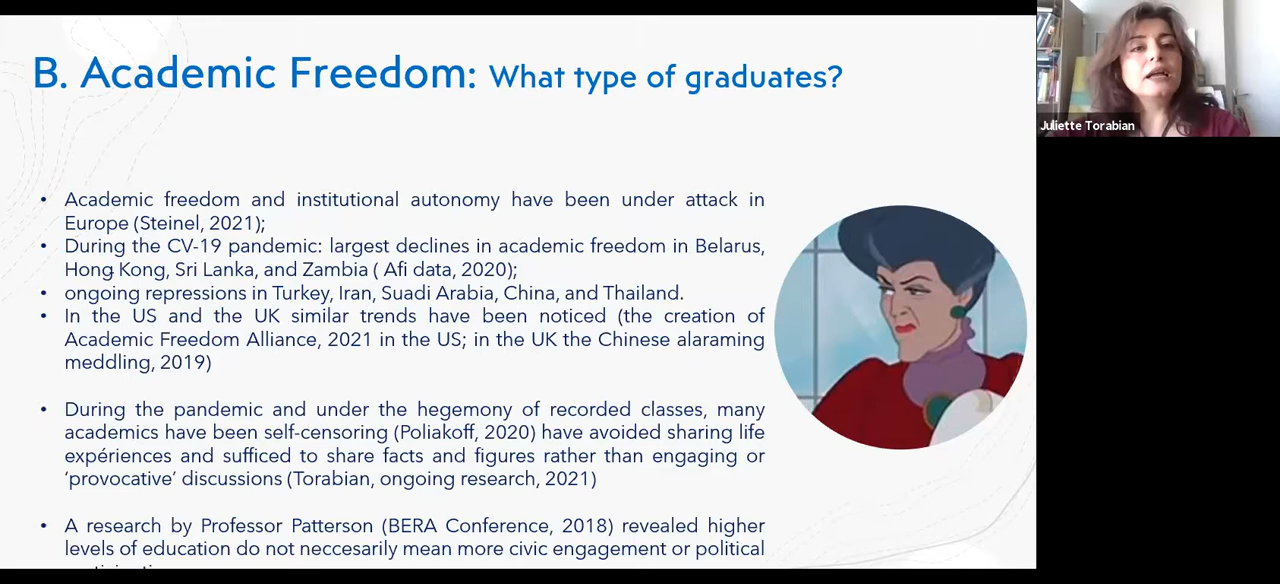 B. Academic Freedom: What type of graduates?
Juliette Torabian
• Academic freedom and institutional autonomy have been under attack in
Europe (Steinel, 2021);
• During the CV-19 pandemic: largest declines in academic freedom in Belarus,
Hong Kong, Sri Lanka, and Zambia ( Afi data, 2020);
• ongoing repressions in Turkey, Iran, Suadi Arabia, China, and Thailand.
• In the US and the UK similar trends have been noticed (the creation of
Academic Freedom Alliance, 2021 in the US; in the UK the Chinese alaraming
meddling, 2019)
• During the pandemic and under the hegemony of recorded classes, many
academics have been self-censoring (Poliakoff, 2020) have avoided sharing life
expériences and sufficed to share facts and figures rather than engaging or
‘provocative’ discussions (Torabian, ongoing research, 2021)
• A research by Professor Patterson (BERA Conference, 2018) revealed higher
levels of education do not neccesarily mean more civic engagement or political